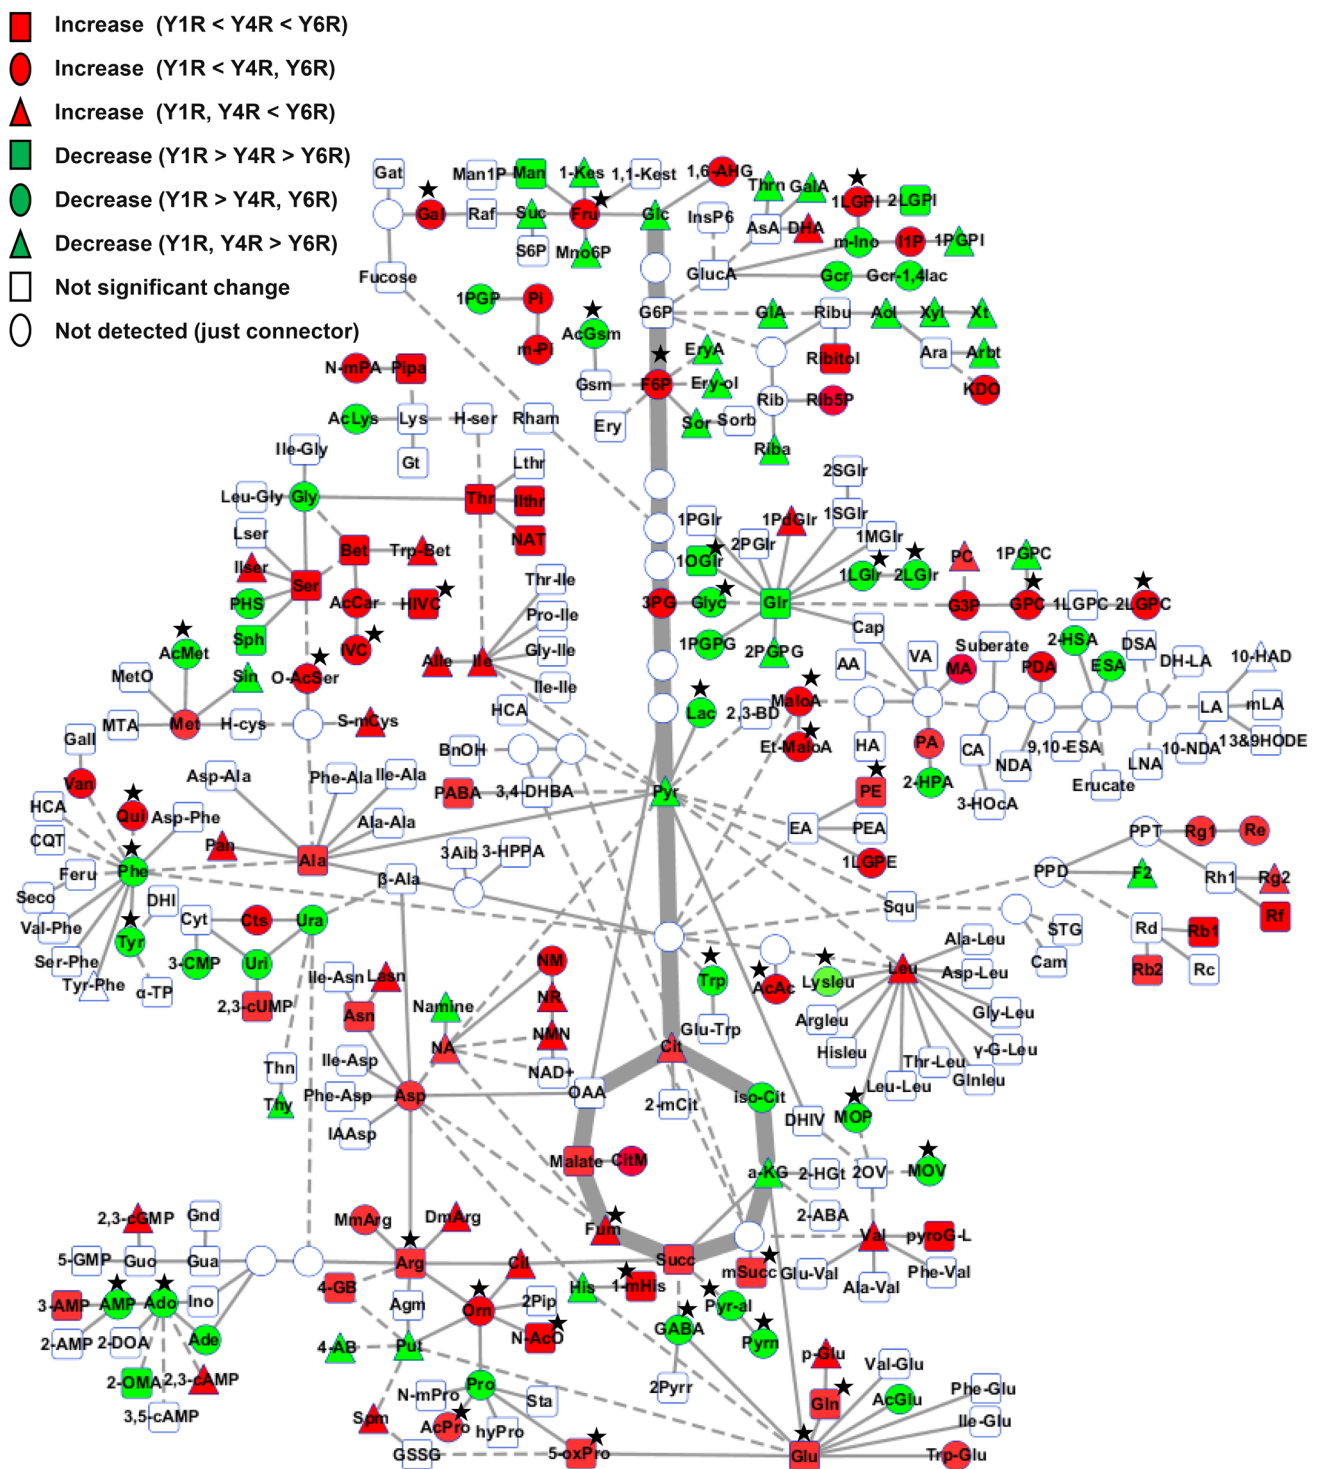 Increase (Y1R < Y4R < Y6R)
Increase (Y1R < Y4R, Y6R)
Increase (Y1R, Y4R < Y6R)
Decrease (Y1R > Y4R > Y6R)
Decrease (Y1R > Y4R, Y6R)
Decrease (Y1R, Y4R > Y6R)
Not significant change
Not detected (just connector)
Gat Man1P Man 1-Kes 1,1-Kest 1,6-AHG Thrn GalA 1LGPI 2LGPI
Gal Raf Suc Fru Glc InsP6 AsA DHA
S6P Mno6P m-Ino I1P 1PGPI
Fucose GlucA Gcr Gcr-1,4lac
1PGP Pi AcGsm G6P GlA Ribu Aol Xyl Xt
m-Pi EryA Ribitol Ara Arbt
N-mPA Pipa Gsm F6P Ery-ol Rib Rib5P KDO
AcLys Lys H-ser Rham Ery Sor Sorb
Ile-Gly Gt Lthr Riba
Leu-Gly Gly Thr Ilthr 2SGlr
Lser NAT 1PGlr 1PdGlr 1SGlr
Bet Trp-Bet 2PGlr 1MGlr
Ilser Ser 1OGlr 1LGlr 2LGlr PC 1PGPC
PHS AcCar HIVC Thr-Ile 3PG Glyc Glr G3P GPC 1LGPC 2LGPC
Sph IVC Pro-Ile 1PGPG 2PGPG Cap Suberate 2-HSA DSA
AcMet Sin O-AcSer Alle Ile Gly-Ile AA VA MA PDA ESA DH-LA 10-HAD
MetO Ile-Ile
MTA Met H-cys S-mCys HCA Lac 2,3-BD MaloA LA mLA
Gall BnOH Et-MaloA HA PA CA 9,10-ESA 10-NDA 13&9HODE
NDA LNA
Van Asp-Ala Phe-Ala Ile-Ala PABA 3,4-DHBA Pyr PE 2-HPA 3-HOcA Erucate
HCA Qui Asp-Phe Ala-Ala EA PEA
CQT Pan Ala 3Aib 3-HPPA 1LGPE PPT Rg1 Re
Feru Phe β-Ala PPD F2 Rh1 Rg2
Seco DHI Squ Rf
Val-Phe Tyr Cyt Cts Ura STG Rd Rb1
Ser-Phe 3-CMP Uri Ala-Leu Cam Rb2 Rc
Tyr-Phe α-TP 2,3-cUMP Ile-Asn Lasn NM Trp AcAc Lysleu Leu Asp-Leu
Asn Namine NR Argleu Gly-Leu
NMN Glu-Trp Hisleu γ-G-Leu
Ile-Asp NA Cit Thr-Leu
Thn NAD+ Leu-Leu Glnleu
Thy Phe-Asp Asp OAA 2-mCit iso-Cit DHIV MOP
IAAsp
Malate CitM a-KG 2-HGt 2OV MOV
2,3-cGMP Gnd MmArg DmArg Fum 2-ABA
5-GMP Guo Gua Arg Cll Succ mSucc Val pyroG-L
Glu-Val Phe-Val
3-AMP AMP Ado Ino 4-GB Agm Orn 2Pip His 1-mHis Pyr-al Ala-Val
2-AMP 2-DOA Ade 4-AB Put N-AcO GABA Pyrn
2-OMA 2,3-cAMP Pro 2Pyrr p-Glu Val-Glu
3,5-cAMP N-mPro Sta Gln AcGlu Phe-Glu
Spm AcPro hyPro Ile-Glu
GSSG 5-oxPro Glu Trp-Glu